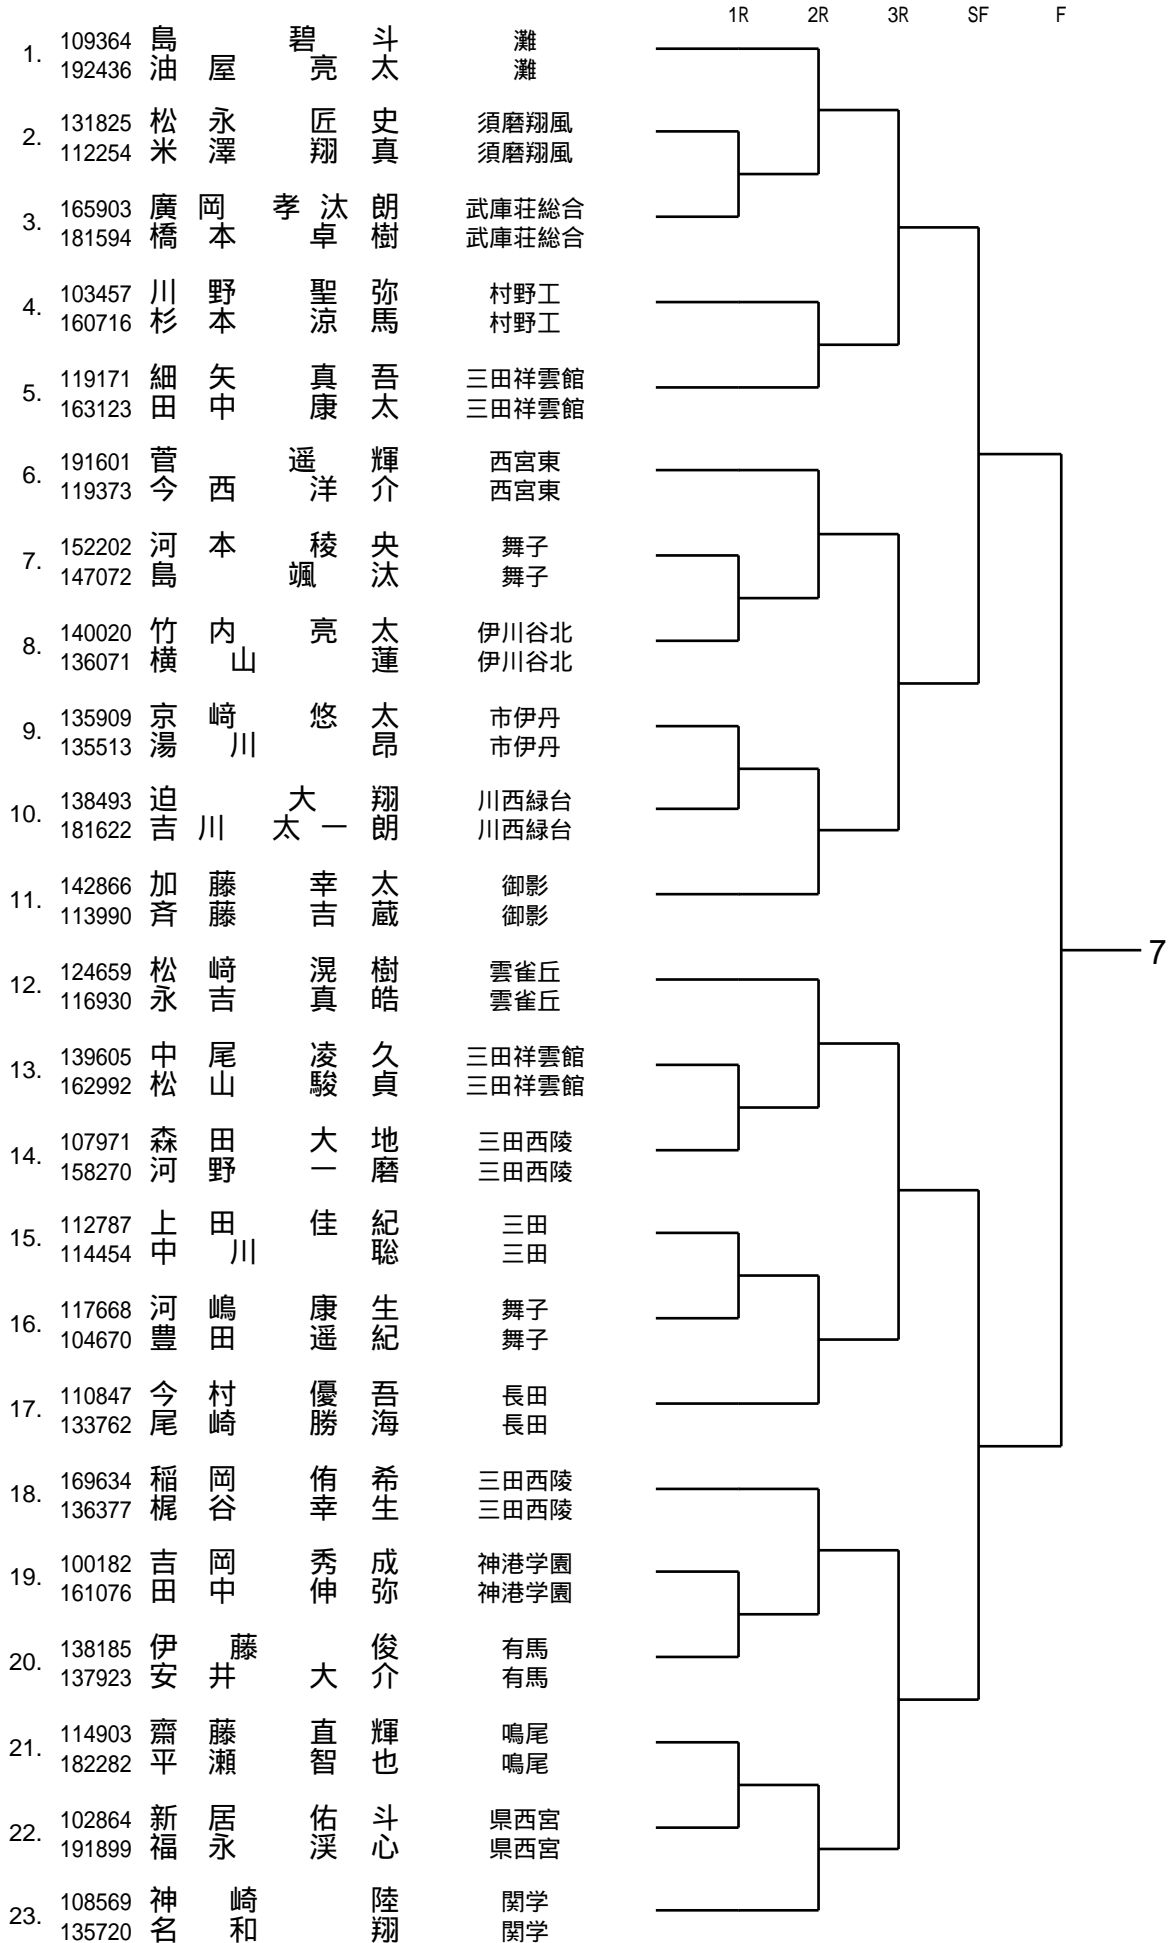 1R 2R 3R SF F
1. 109364 島 碧斗 灘
192436 油屋 亮太 灘
2. 131825 松永 匠史 須磨翔風
112254 米澤 翔真 須磨翔風
3. 165903 廣岡 孝汰朗 武庫荘総合
181594 橋本 卓樹 武庫荘総合
4. 103457 川野 聖弥 村野工
160716 杉本 涼馬 村野工
5. 119171 細矢 真吾 三田祥雲館
163123 田中 康太 三田祥雲館
6. 191601 菅 遥輝 西宮東
119373 今西 洋介 西宮東
7. 152202 河本 稜央 舞子
147072 島 颯汰 舞子
8. 140020 竹内 亮太 伊川谷北
136071 横山 蓮 伊川谷北
9. 135909 京﨑 悠太 市伊丹
135513 湯川 昂 市伊丹
10. 138493 迫 大翔 川西緑台
181622 吉川 太一朗 川西緑台
11. 142866 加藤 幸太 御影
113990 斉藤 吉蔵 御影
7
12. 124659 松﨑 滉樹 雲雀丘
116930 永吉 真皓 雲雀丘
13. 139605 中尾 凌久 三田祥雲館
162992 松山 駿貞 三田祥雲館
14. 107971 森田 大地 三田西陵
158270 河野 一磨 三田西陵
15. 112787 上田 佳紀 三田
114454 中川 聡 三田
16. 117668 河嶋 康生 舞子
104670 豊田 遥紀 舞子
17. 110847 今村 優吾 長田
133762 尾崎 勝海 長田
18. 169634 稲岡 侑希 三田西陵
136377 梶谷 幸生 三田西陵
19. 100182 吉岡 秀成 神港学園
161076 田中 伸弥 神港学園
20. 138185 伊藤 俊 有馬
137923 安井 大介 有馬
21. 114903 齋藤 直輝 鳴尾
182282 平瀬 智也 鳴尾
22. 102864 新居 佑斗 県西宮
191899 福永 渓心 県西宮
23. 108569 神崎 陸 関学
135720 名和 翔 関学